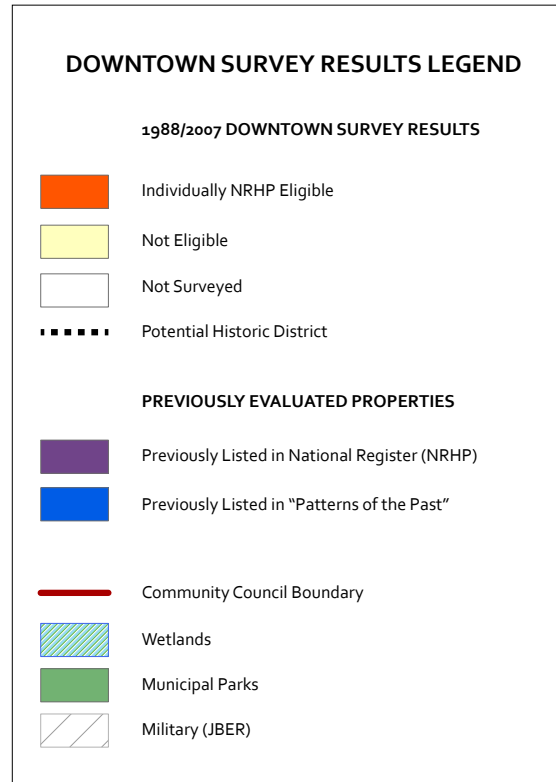 DOWNTOWN SURVEY RESULTS LEGEND
1988/2007 DOWNTOWN SURVEY RESULTS
Individually NRHP Eligible
Not Eligible
Not Surveyed
Potential Historic District
PREVIOUSLY EVALUATED PROPERTIES
Previously Listed in National Register (NRHP)
Previously Listed in “Patterns of the Past”
Community Council Boundary
Wetlands
Municipal Parks
Military (JBER)